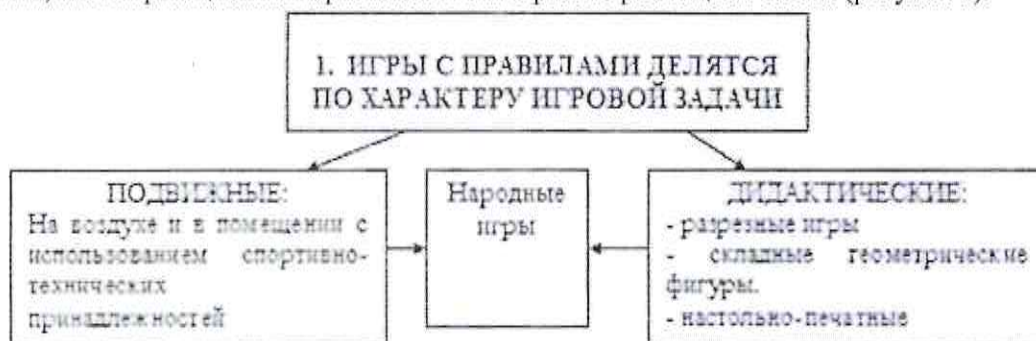 1. ИГРЫ С ПРАВИЛАМИ ДЕЛЯТСЯ
ПО ХАРАКТЕРУ ИГРОВОЙ ЗАДАЧИ
ПОДВИЖНЫЕ:
На воздухе и в помещении с
использованием спортивно-
технических
принадлежностей
Народные
игры
ДИДАКТИЧЕСКИЕ:
- разрезные игры
- складные геометрические
фигуры.
- настольно-печатные